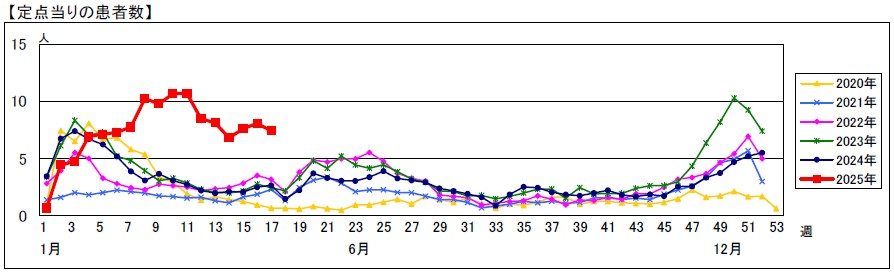 【定点当りの患者数】
人
15
10
5
0
1 3 5 7 9 11 13 15 17 19 21 23 25 27 29 31 33 35 37 39 41 43 45 47 49 51 53 週
1月 6月 12月
2020年
2021年
2022年
2023年
2024年
2025年